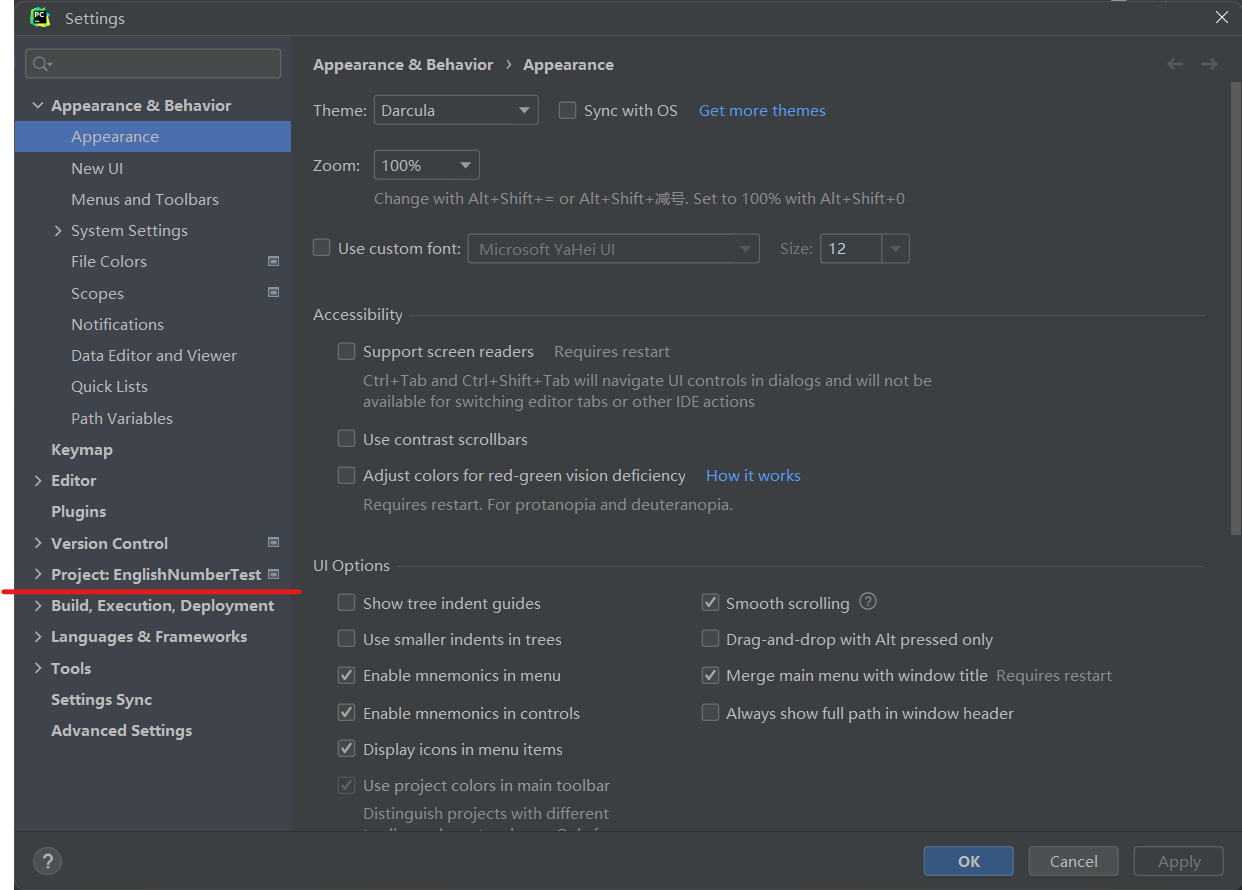 PC
Settings
Appearance & Behavior
Appearance
New UI
Menus and Toolbars
System Settings
File Colors
Scopes
Notifications
Data Editor and Viewer
Quick Lists
Path Variables
Keymap
Editor
Plugins
Version Control
Project: EnglishNumberTest
Build, Execution, Deployment
Languages & Frameworks
Tools
Settings Sync
Advanced Settings
Appearance & Behavior › Appearance
Theme: Darcula Sync with OS Get more themes
Zoom: 100%
Change with Alt+Shift+= or Alt+Shift+减号. Set to 100% with Alt+Shift+0
Use custom font: Microsoft YaHei UI Size: 12
Accessibility
Support screen readers Requires restart
Ctrl+Tab and Ctrl+Shift+Tab will navigate UI controls in dialogs and will not be
available for switching editor tabs or other IDE actions
Use contrast scrollbars
Adjust colors for red-green vision deficiency How it works
Requires restart. For protanopia and deuteranopia.
UI Options
Show tree indent guides Smooth scrolling ?
Use smaller indents in trees Drag-and-drop with Alt pressed only
Enable mnemonics in menu Merge main menu with window title Requires restart
Enable mnemonics in controls Always show full path in window header
Display icons in menu items
Use project colors in main toolbar
Distinguish projects with different
? OK Cancel Apply